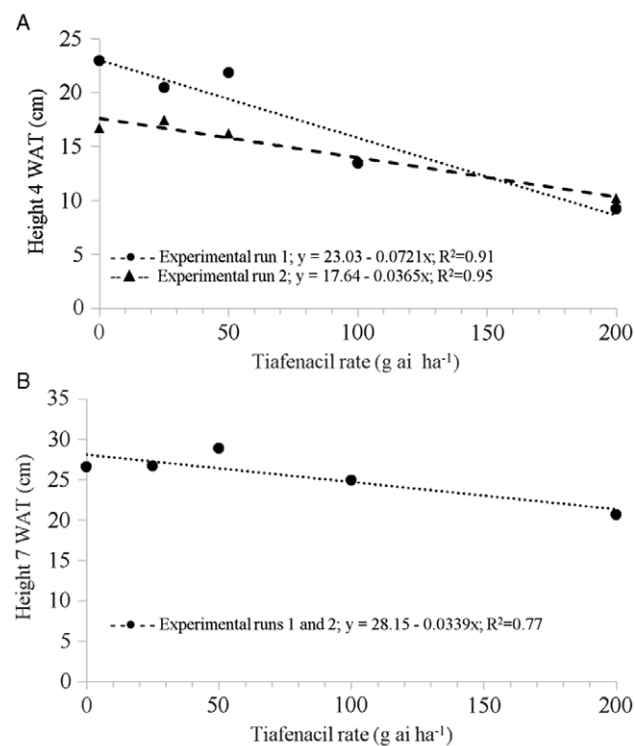 A
Height 4 WAT (cm)
25
20
15
10
5
0
Experimental run 1; y = 23.03 - 0.0721x; R²=0.91
Experimental run 2; y = 17.64 - 0.0365x; R²=0.95
0 50 100 150 200
Tiafenacil rate (g ai ha⁻¹)
B
Height 7 WAT (cm)
35
30
25
20
15
10
5
0
Experimental runs 1 and 2; y = 28.15 - 0.0339x; R²=0.77
0 50 100 150 200
Tiafenacil rate (g ai ha⁻¹)